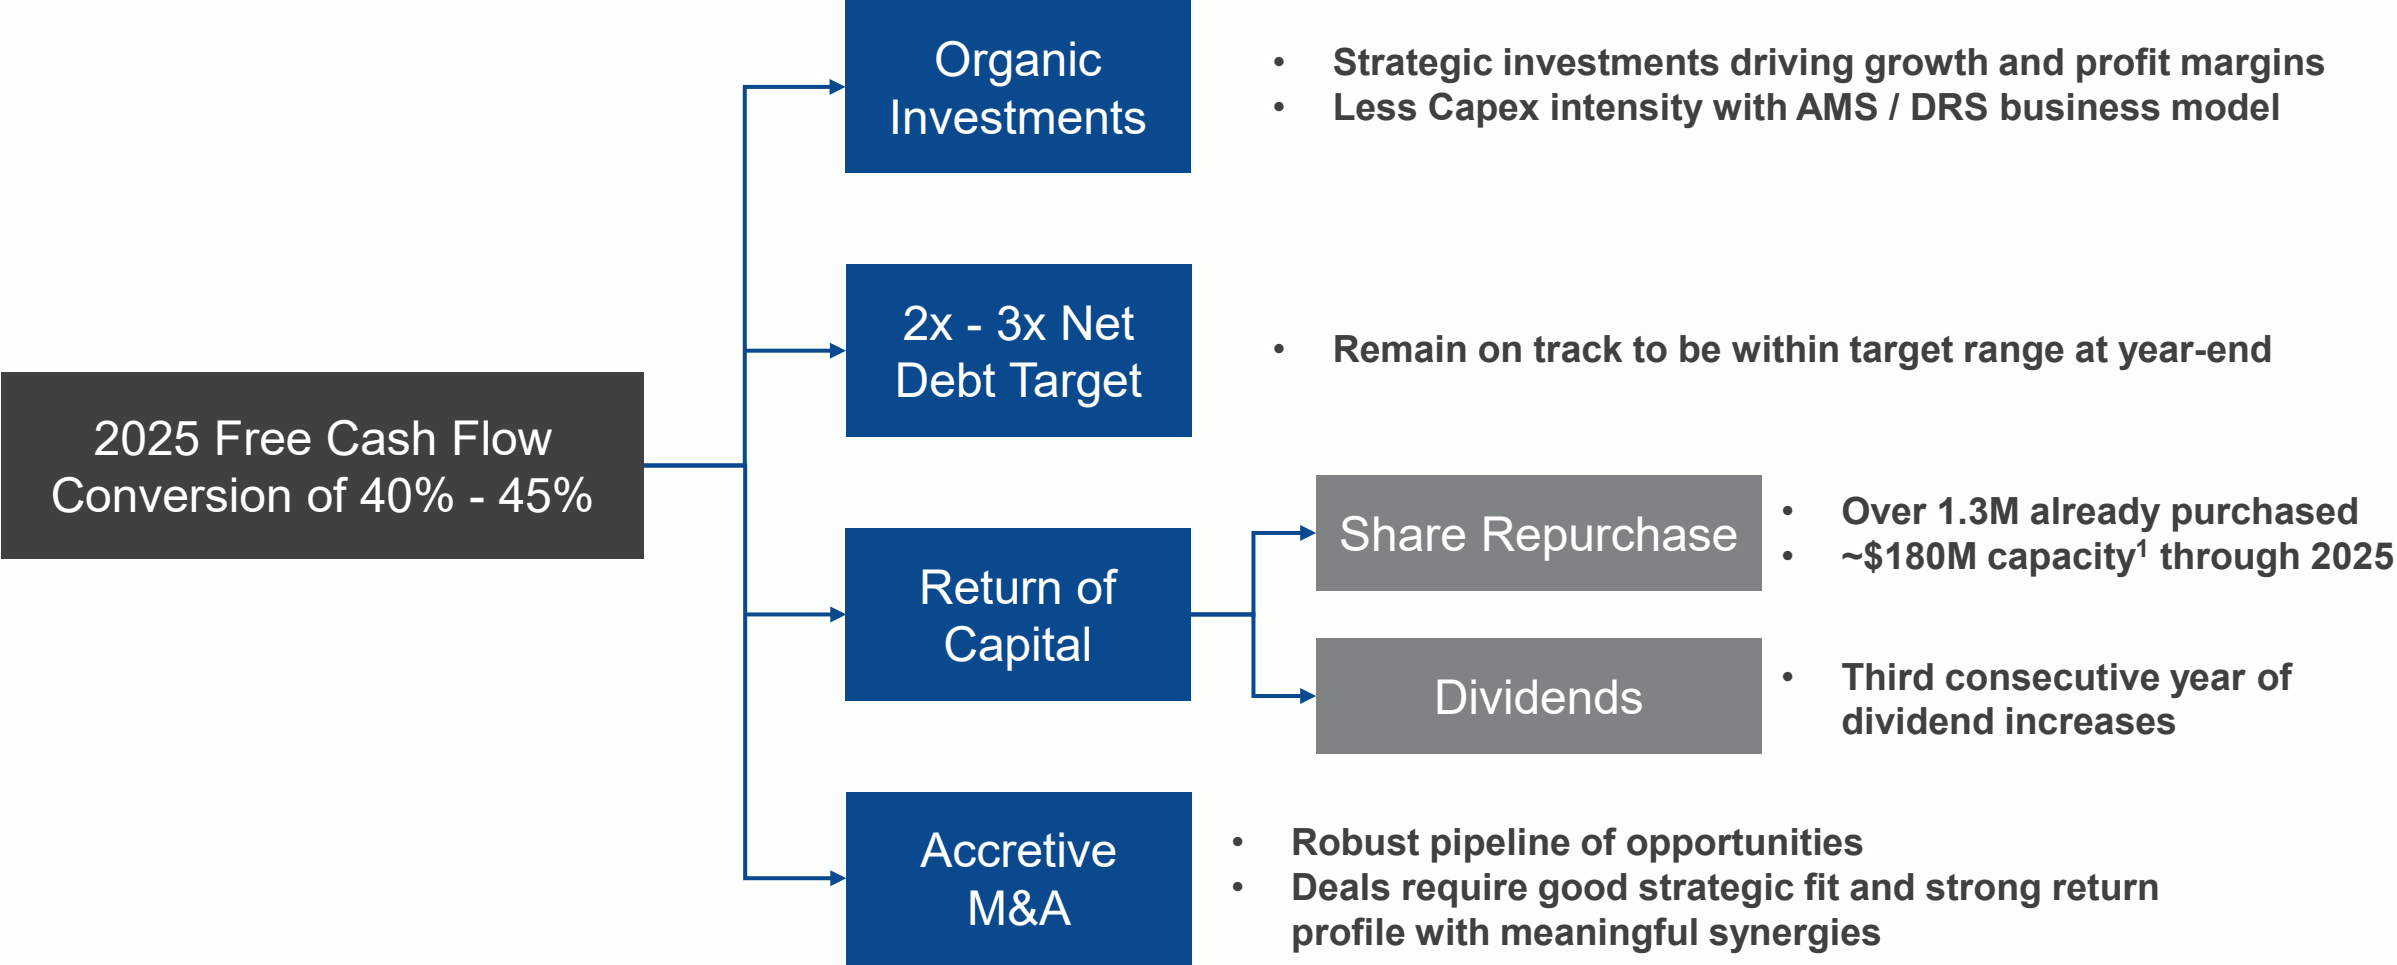 2025 Free Cash Flow
Conversion of 40% - 45%
Organic
Investments
• Strategic investments driving growth and profit margins
• Less Capex intensity with AMS / DRS business model
2x - 3x Net
Debt Target
• Remain on track to be within target range at year-end
Return of
Capital
Share Repurchase
• Over 1.3M already purchased
• ~$180M capacity¹ through 2025
Dividends
• Third consecutive year of
dividend increases
Accretive
M&A
• Robust pipeline of opportunities
• Deals require good strategic fit and strong return
profile with meaningful synergies